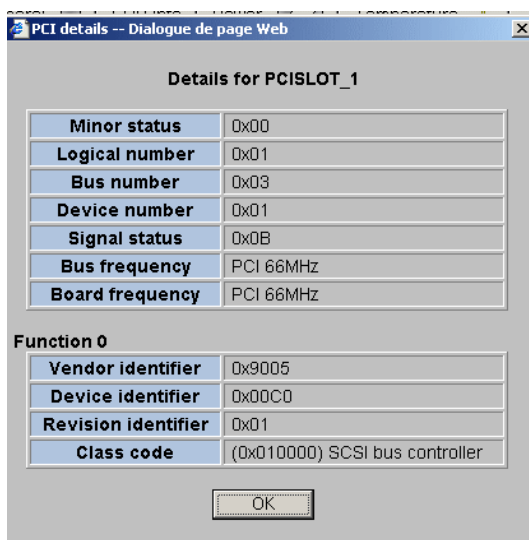 PCI details -- Dialogue de page Web
Details for PCISLOT_1
Minor status 0x00
Logical number 0x01
Bus number 0x03
Device number 0x01
Signal status 0x0B
Bus frequency PCI 66MHz
Board frequency PCI 66MHz
Function 0
Vendor identifier 0x9005
Device identifier 0x00C0
Revision identifier 0x01
Class code (0x010000) SCSI bus controller
OK